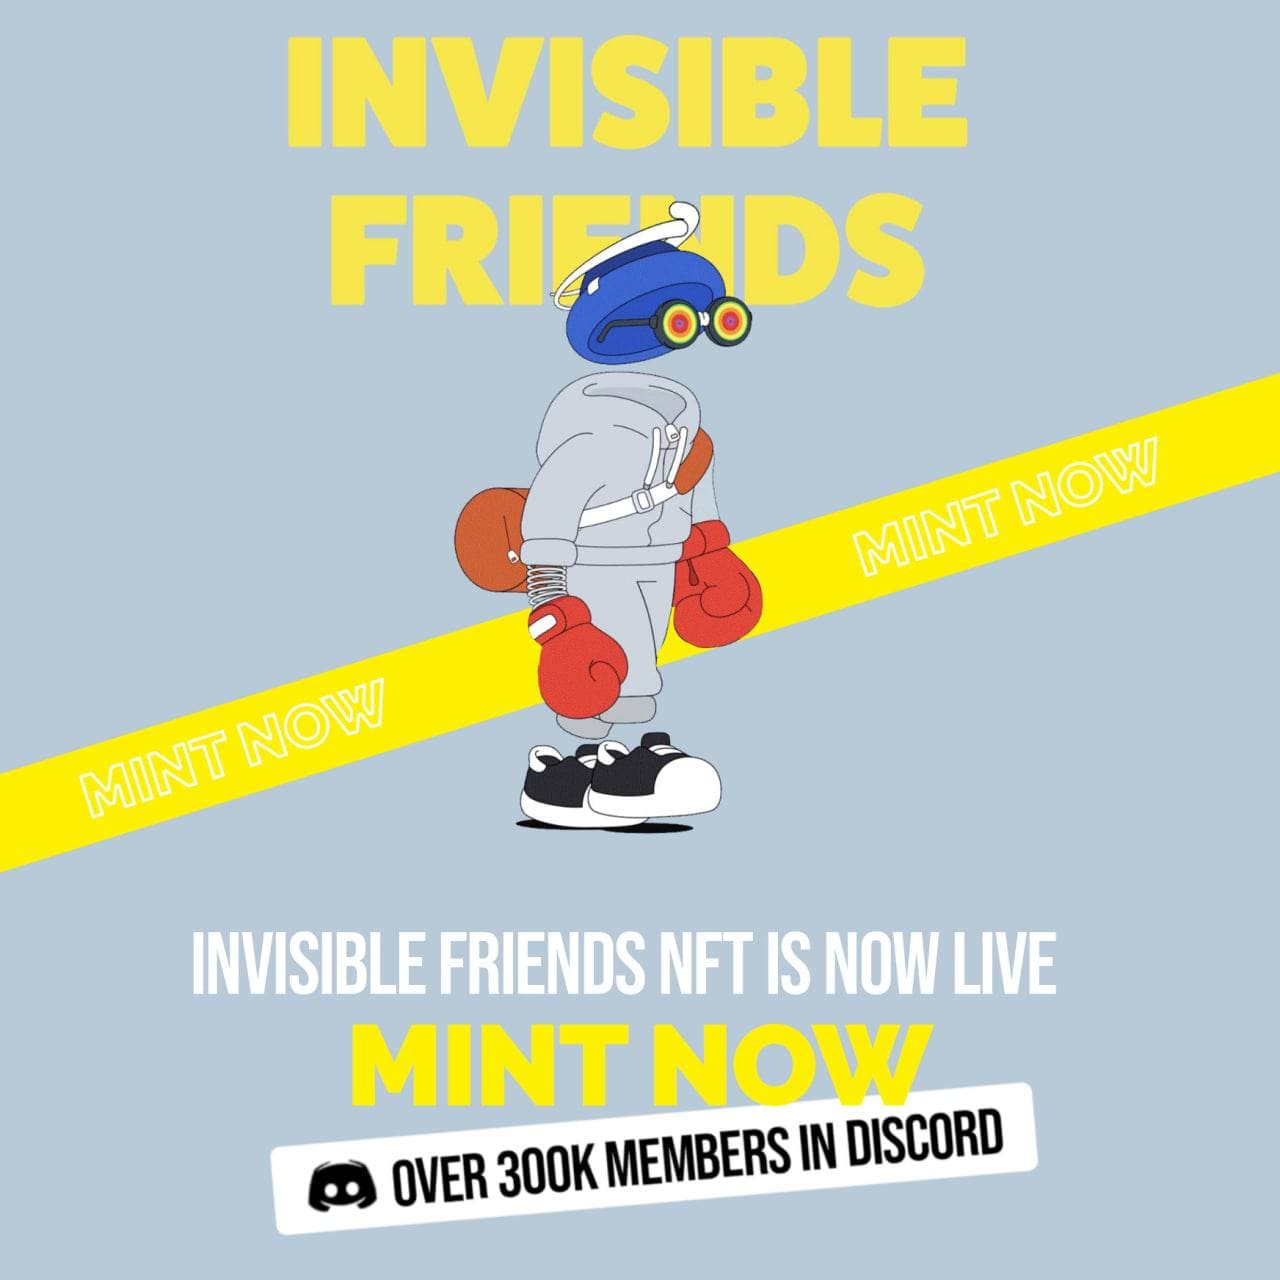 INVISIBLE
FRIENDS
MINT NOW
MINT NOW
INVISIBLE FRIENDS NFT IS NOW LIVE
MINT NOW
OVER 300K MEMBERS IN DISCORD